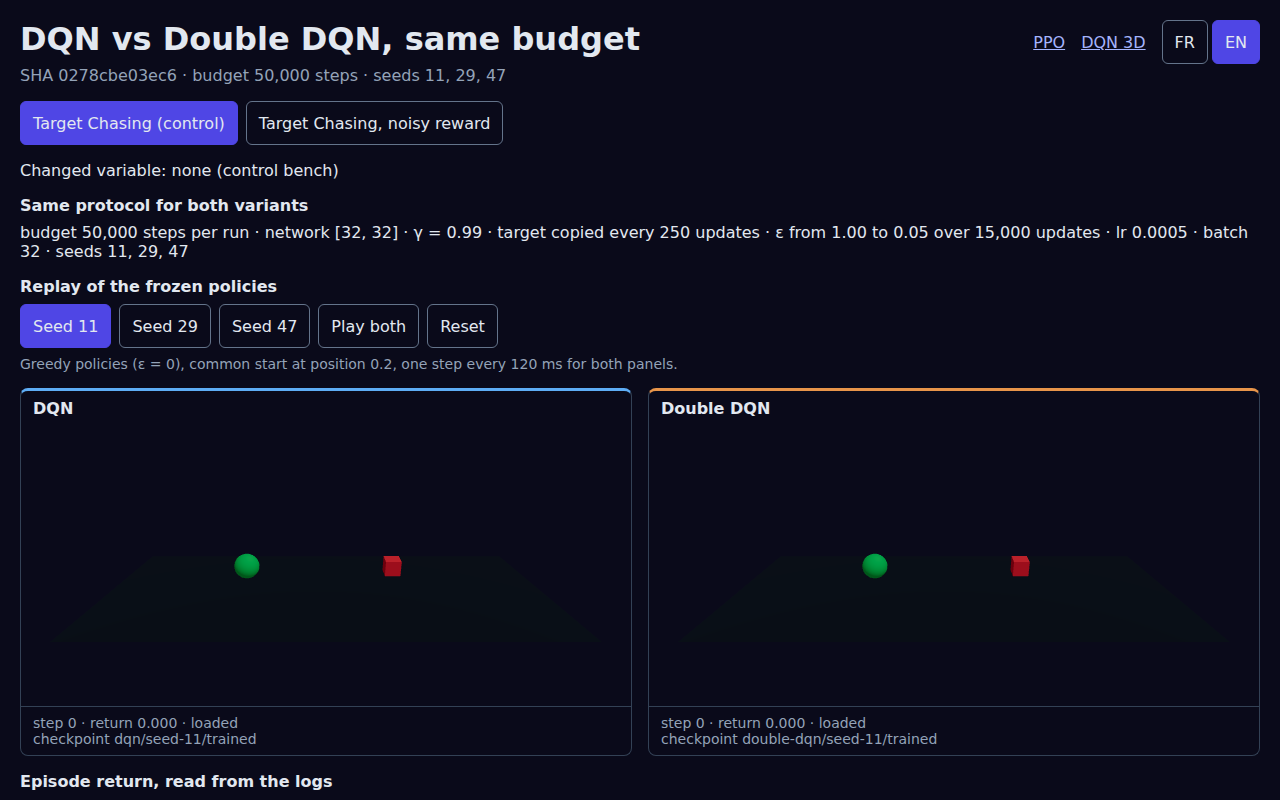 DQN vs Double DQN, same budget
PPO
DQN 3D
FR
EN
SHA 0278cbe03ec6 · budget 50,000 steps · seeds 11, 29, 47
Target Chasing (control)
Target Chasing, noisy reward
Changed variable: none (control bench)
Same protocol for both variants
budget 50,000 steps per run · network [32, 32] · γ = 0.99 · target copied every 250 updates · ε from 1.00 to 0.05 over 15,000 updates · lr 0.0005 · batch
32 · seeds 11, 29, 47
Replay of the frozen policies
Seed 11
Seed 29
Seed 47
Play both
Reset
Greedy policies (ε = 0), common start at position 0.2, one step every 120 ms for both panels.
DQN
step 0 · return 0.000 · loaded
checkpoint dqn/seed-11/trained
Double DQN
step 0 · return 0.000 · loaded
checkpoint double-dqn/seed-11/trained
Episode return, read from the logs